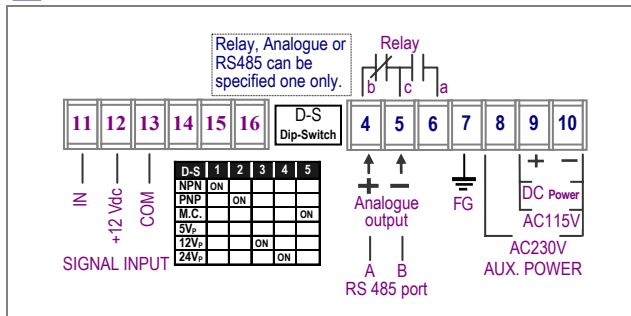 Relay, Analogue or
RS485 can be
specified one only.
Relay
b c a
11 12 13 14 15 16
D-S
Dip-Switch
4 5 6 7 8 9 10
IN
+12 Vdc
COM
SIGNAL INPUT
D-S 1 2 3 4 5
NPN ON
PNP ON
M.C. ON
5VP
12VP ON
24VP ON
+ −
Analogue
output
A B
RS 485 port
FG
+ −
DC Power
AC115V
AC230V
AUX. POWER